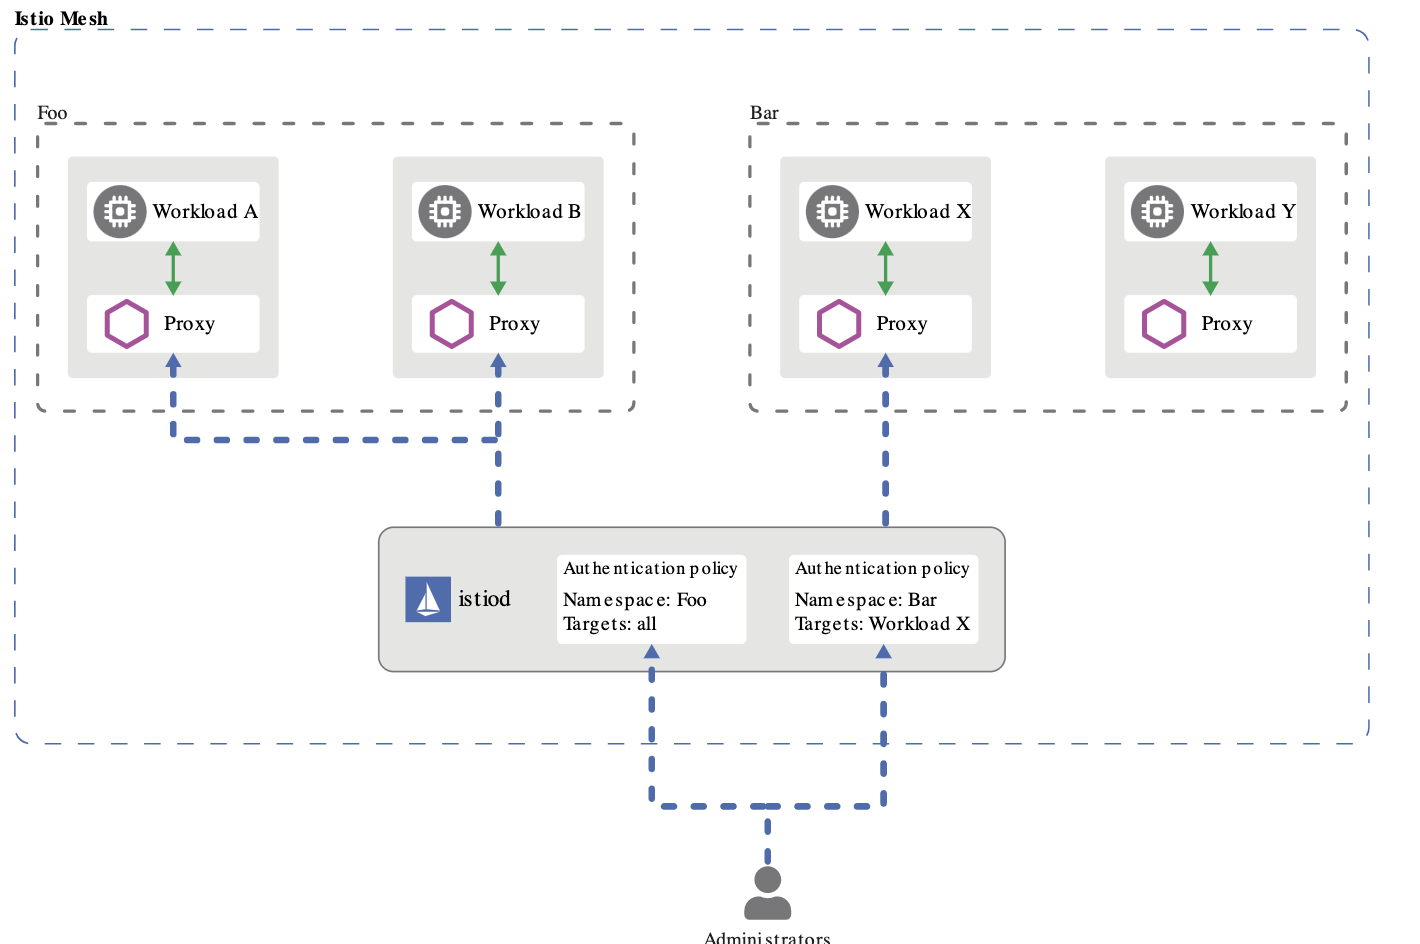 Istio Mesh
Foo
Bar
Workload A
Workload B
Workload X
Workload Y
Proxy
Proxy
Proxy
Proxy
istiod
Authentication policy
Namespace: Foo
Targets: all
Authentication policy
Namespace: Bar
Targets: Workload X
Administrators